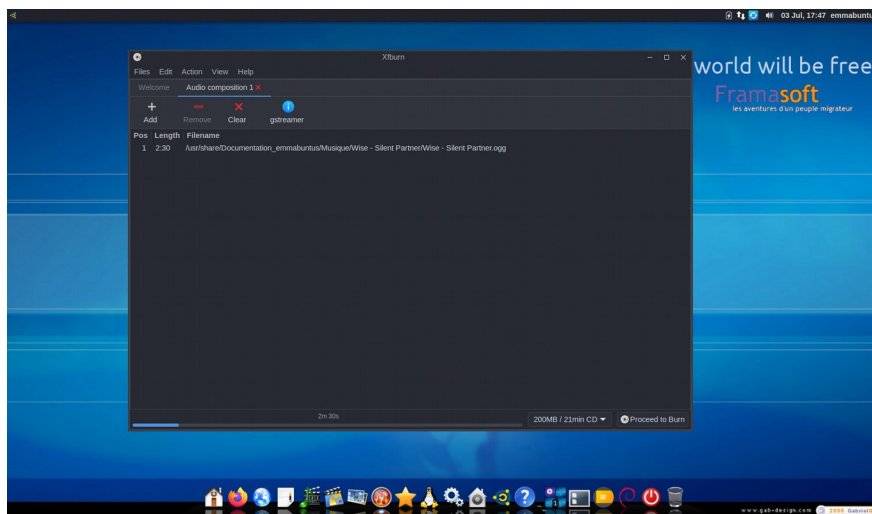 03 Jul, 17:47 emmabuntu
Xfburn
Files Edit Action View Help
Welcome Audio composition 1
Add Remove Clear gstreamer
Pos Length Filename
1 2:30 /usr/share/Documentation_emmabuntus/Musique/Wise - Silent Partner/Wise - Silent Partner.ogg
2m 30s
200MB / 21min CD Proceed to Burn
world will be free
Framasoft
les aventures d'un peuple migrateur
www.gab-design.com 2006 Gabriel